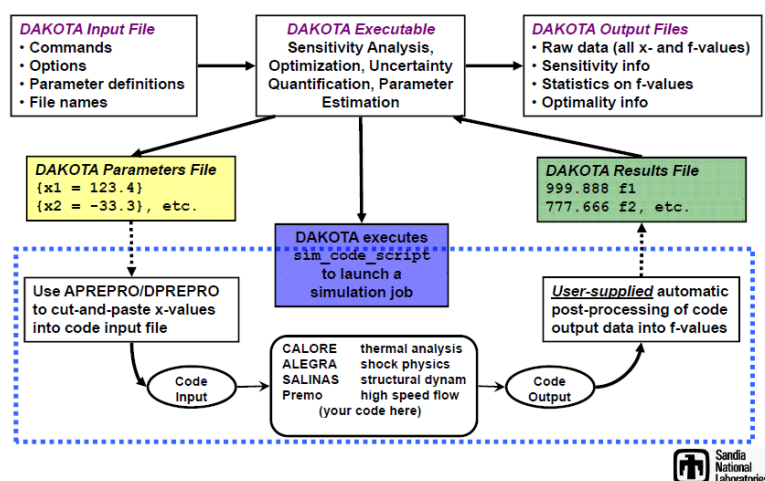 DAKOTA Input File
• Commands
• Options
• Parameter definitions
• File names
DAKOTA Executable
Sensitivity Analysis,
Optimization, Uncertainty
Quantification, Parameter
Estimation
DAKOTA Output Files
• Raw data (all x- and f-values)
• Sensitivity info
• Statistics on f-values
• Optimality info
DAKOTA Parameters File
{x1 = 123.4}
{x2 = -33.3}, etc.
DAKOTA executes
sim_code_script
to launch a
simulation job
DAKOTA Results File
999.888 f1
777.666 f2, etc.
Use APREPRO/DPREPRO
to cut-and-paste x-values
into code input file
User-supplied automatic
post-processing of code
output data into f-values
Code
Input
CALORE thermal analysis
ALEGRA shock physics
SALINAS structural dynam
Premo high speed flow
(your code here)
Code
Output
Sandia
National
Laboratories